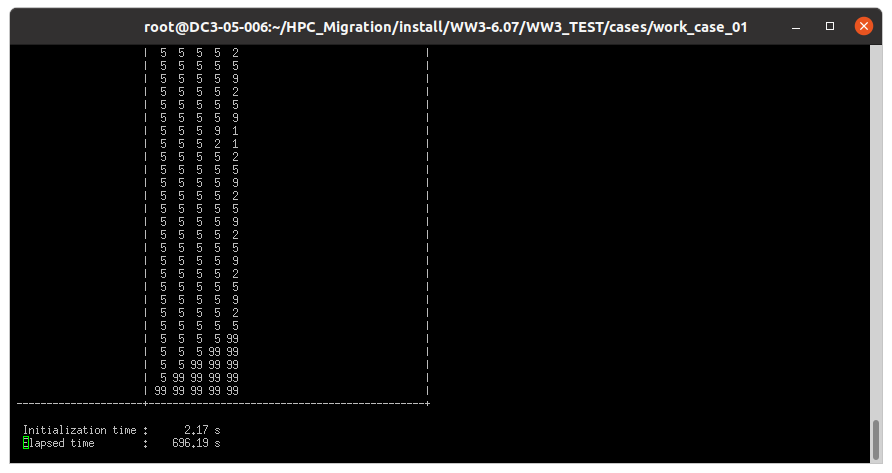 root@DC3-05-006:~/HPC_Migration/install/WW3-6.07/WW3_TEST/cases/work_case_01
| 5 5 5 5 2 |
| 5 5 5 5 5 |
| 5 5 5 5 9 |
| 5 5 5 5 2 |
| 5 5 5 5 5 |
| 5 5 5 5 9 |
| 5 5 5 9 1 |
| 5 5 5 2 1 |
| 5 5 5 5 2 |
| 5 5 5 5 5 |
| 5 5 5 5 9 |
| 5 5 5 5 2 |
| 5 5 5 5 5 |
| 5 5 5 5 9 |
| 5 5 5 5 2 |
| 5 5 5 5 5 |
| 5 5 5 5 9 |
| 5 5 5 5 2 |
| 5 5 5 5 5 |
| 5 5 5 5 9 |
| 5 5 5 5 2 |
| 5 5 5 5 5 |
| 5 5 5 5 99 |
| 5 5 5 99 99 |
| 5 5 99 99 99 |
| 5 99 99 99 99 |
| 99 99 99 99 99 |
---------------------+-----------------------------------------------+
Initialization time : 2.17 s
Elapsed time : 696.19 s